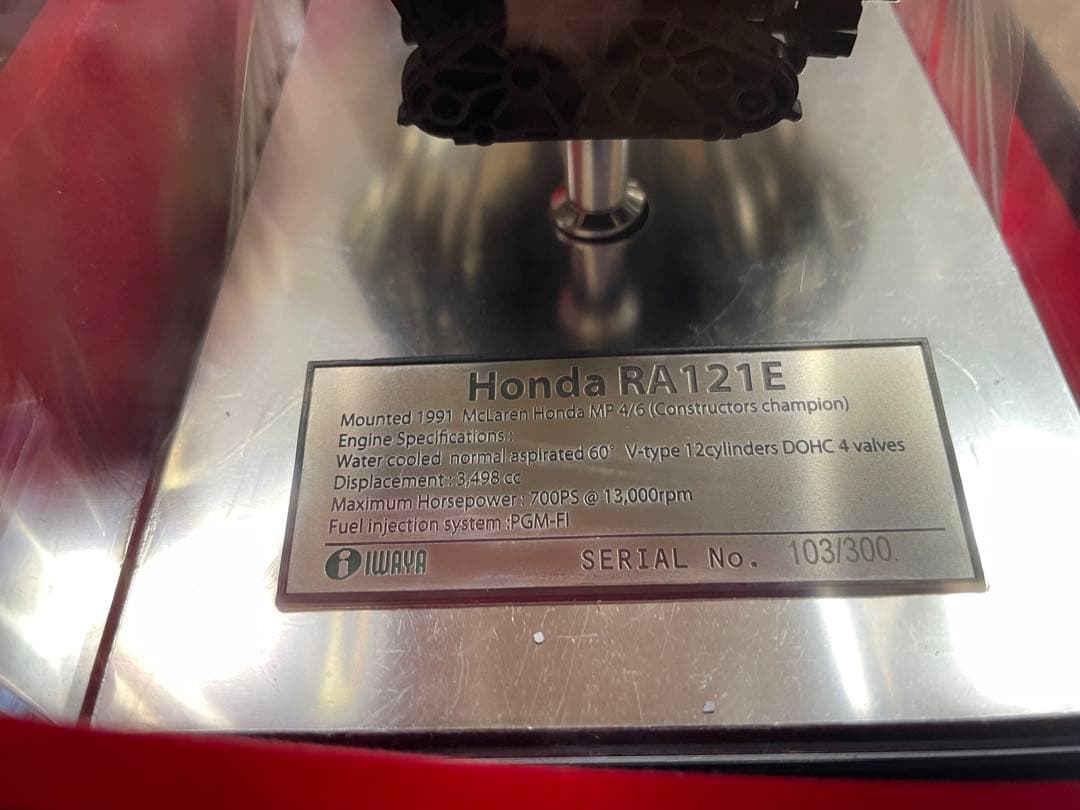 Honda RA121E
Mounted 1991 McLaren Honda MP 4/6 (Constructors champion)
Engine Specifications :
Water cooled normal aspirated 60° V-type 12cylinders DOHC 4 valves
Displacement : 3,498 cc
Maximum Horsepower : 700PS @ 13,000rpm
Fuel injection system :PGM-FI
i IWAYA SERIAL No. 103/300.